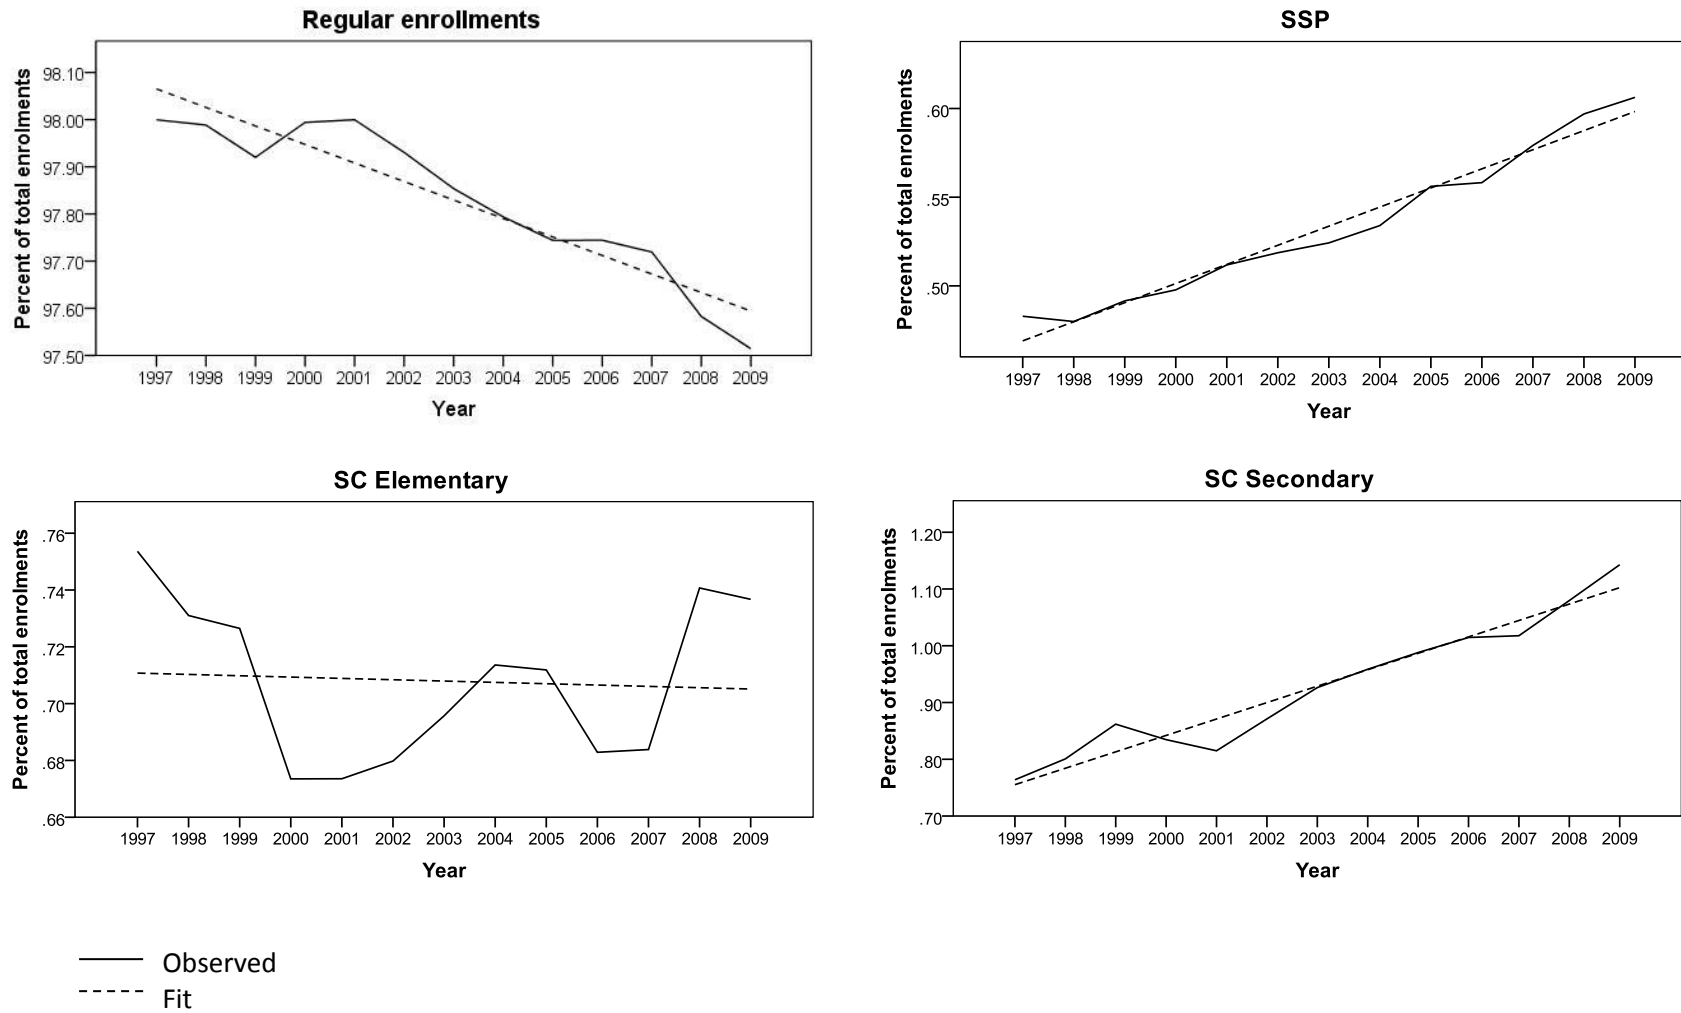 Regular enrollments
Percent of total enrolments
98.10
98.00
97.90
97.80
97.70
97.60
97.50
1997 1998 1999 2000 2001 2002 2003 2004 2005 2006 2007 2008 2009
Year
SSP
Percent of total enrolments
.60
.55
.50
1997 1998 1999 2000 2001 2002 2003 2004 2005 2006 2007 2008 2009
Year
SC Elementary
Percent of total enrolments
.76
.74
.72
.70
.68
.66
1997 1998 1999 2000 2001 2002 2003 2004 2005 2006 2007 2008 2009
Year
SC Secondary
Percent of total enrolments
1.20
1.10
1.00
.90
.80
.70
1997 1998 1999 2000 2001 2002 2003 2004 2005 2006 2007 2008 2009
Year
Observed
Fit